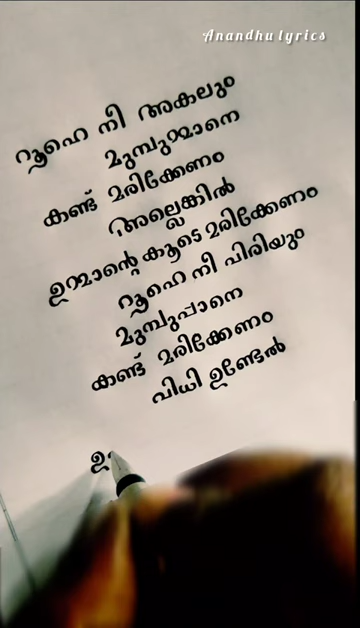 Anandhu lyrics
റൂഹെ നീ അകലും
മുമ്പുമ്മാനെ
കണ്ട് മരിക്കേണം
അല്ലെങ്കിൽ
ഉമ്മാന്റെ കൂടെ മരിക്കേണം
റൂഹെ നീ പിരിയും
മുമ്പുപ്പാനെ
കണ്ട് മരിക്കേണം
വിധി ഉണ്ടേൽ
ഉ